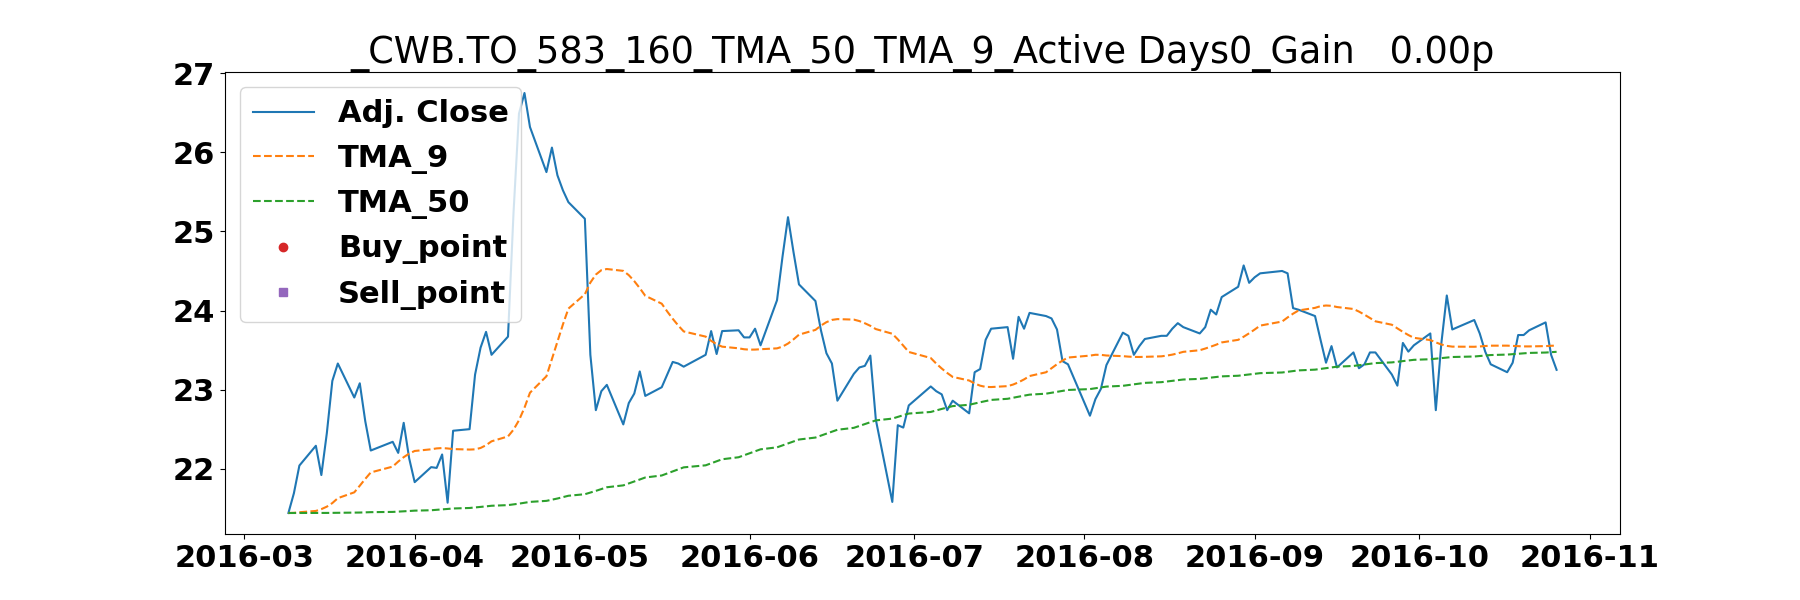 _CWB.TO_583_160_TMA_50_TMA_9_Active Days0_Gain   0.00p
27
26
25
24
23
22
Adj. Close
TMA_9
TMA_50
Buy_point
Sell_point
2016-03 2016-04 2016-05 2016-06 2016-07 2016-08 2016-09 2016-10 2016-11